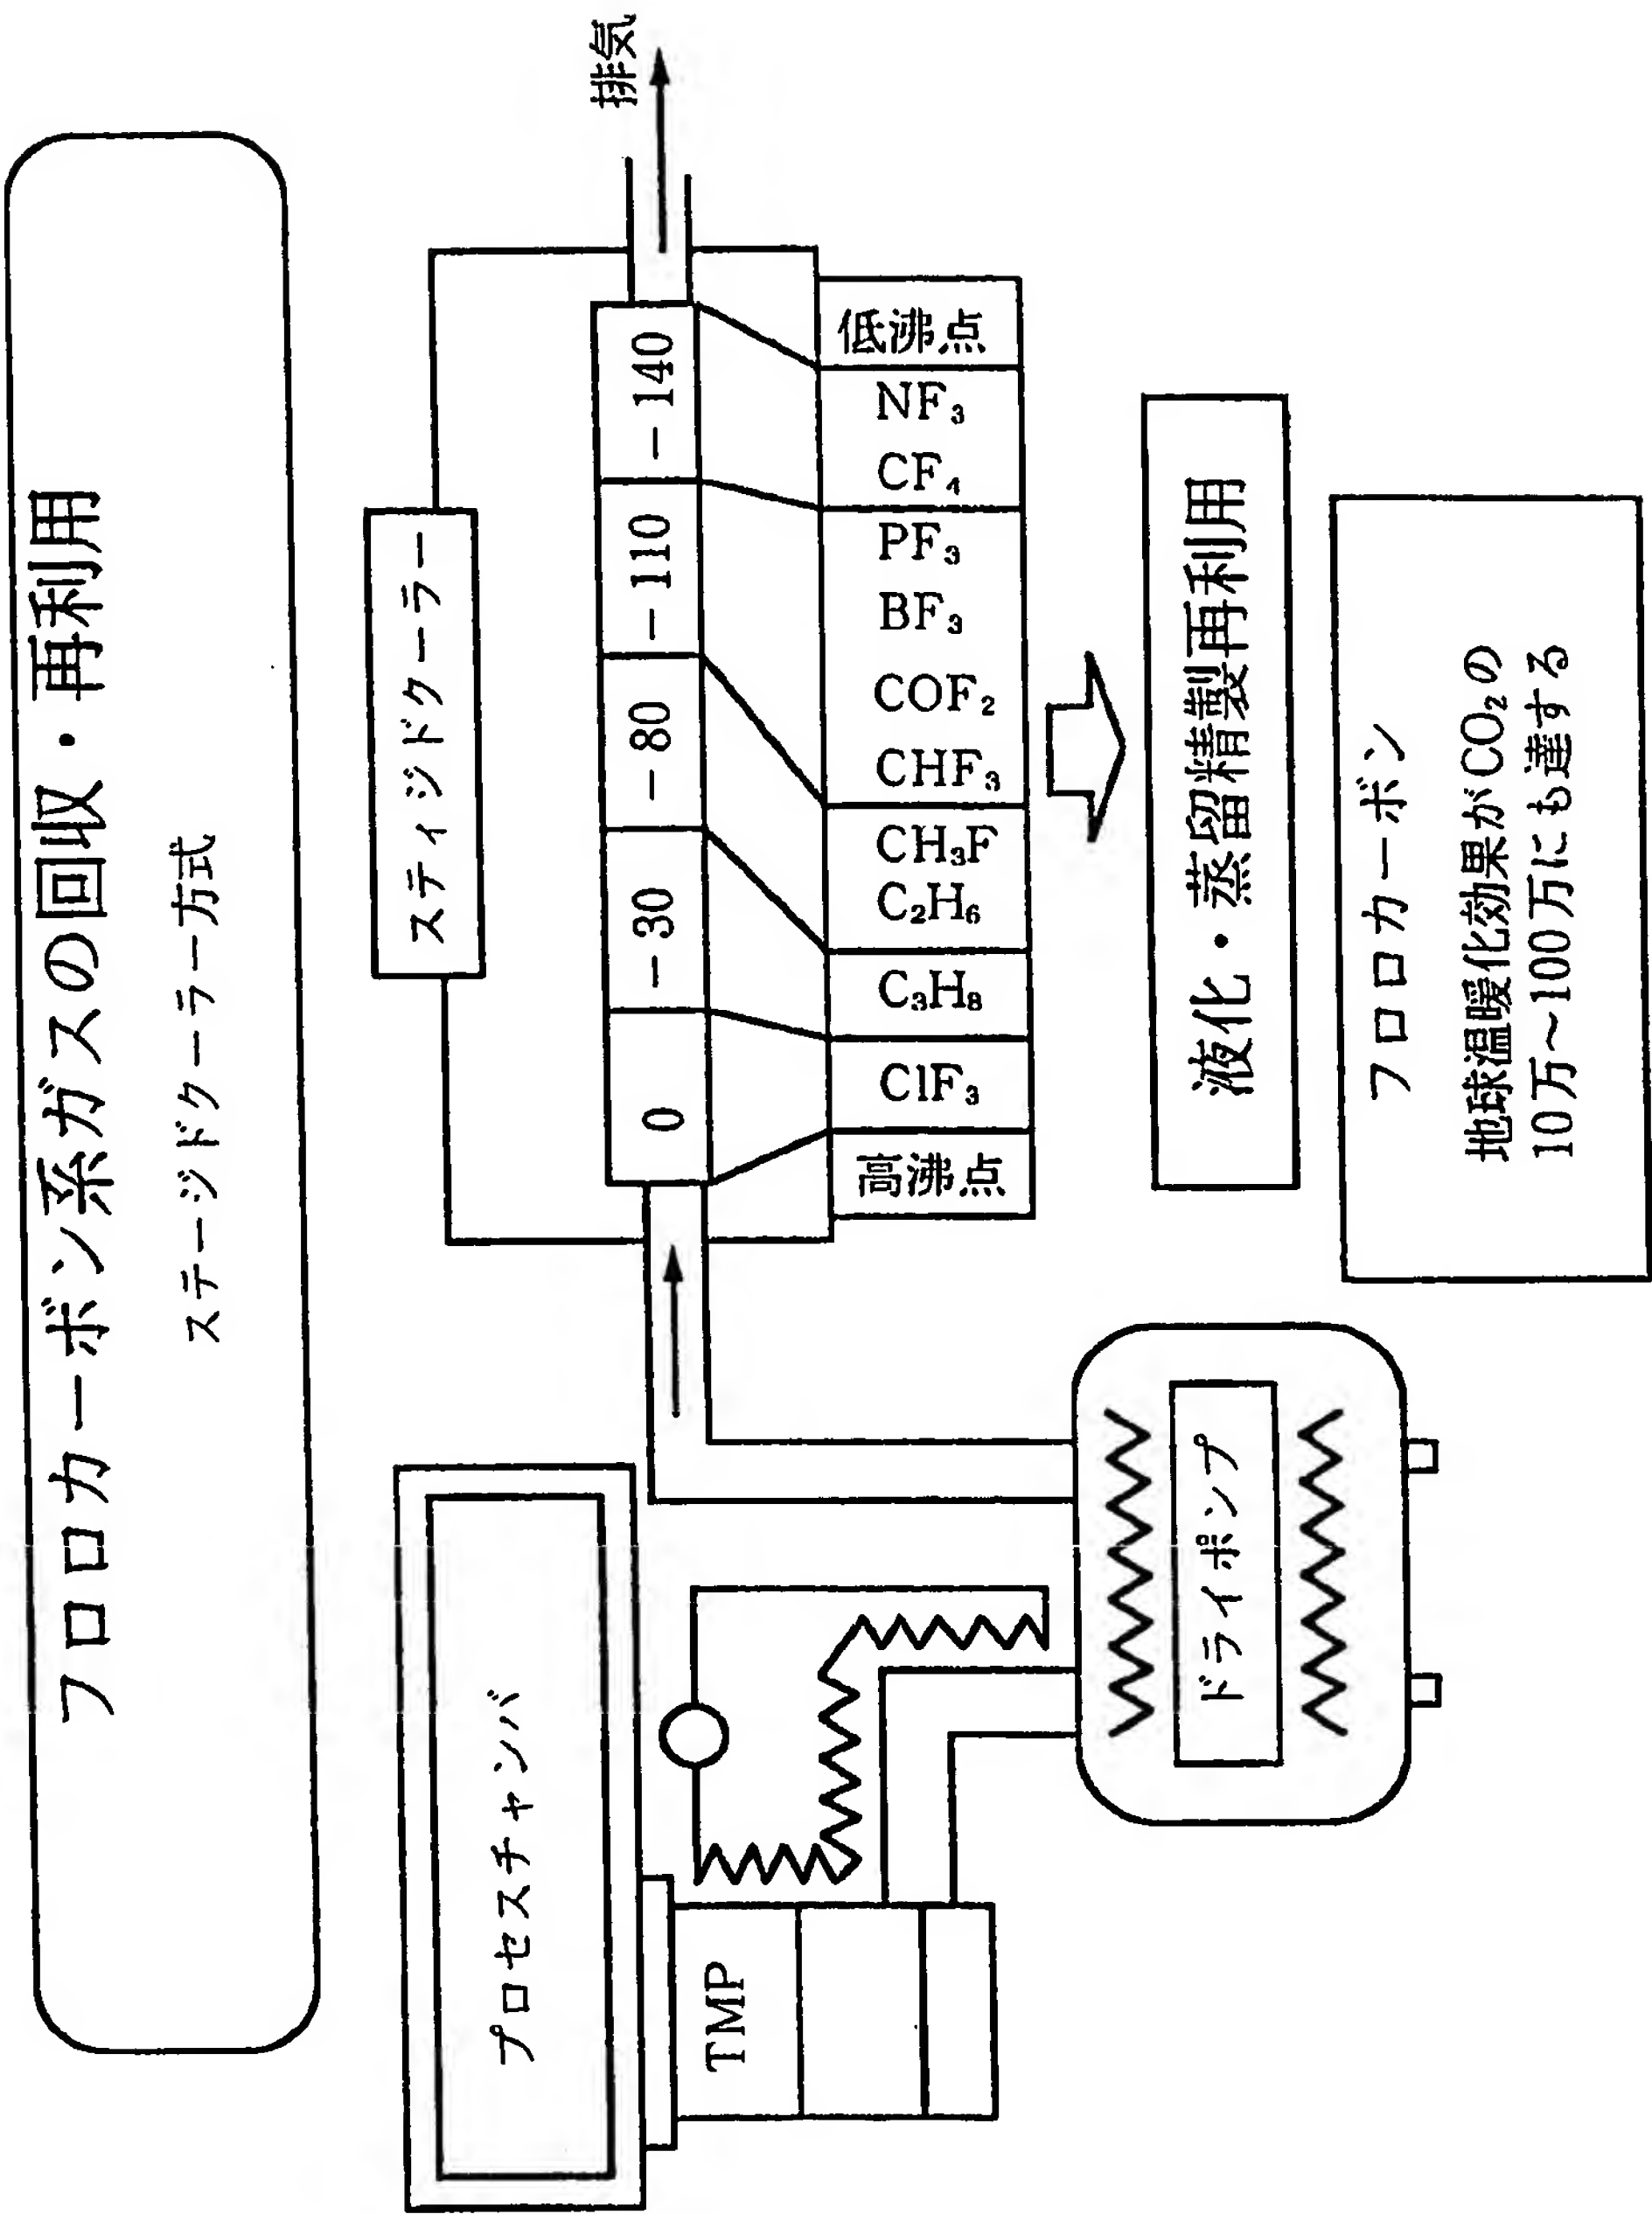 フロロカーボン系ガスの回収・再利用
ステージドクーラー方式
プロセスチャンバ
TMP
ドライポンプ
スティジドクーラー
0
−30
−80
−110
−140
排気
高沸点
ClF₃
C₃H₈
C₂H₆
CH₃F
CHF₃
COF₂
BF₃
PF₃
CF₄
NF₃
低沸点
液化・蒸留精製再利用
フロロカーボン
地球温暖化効果がCO₂の
10万～100万にも達する